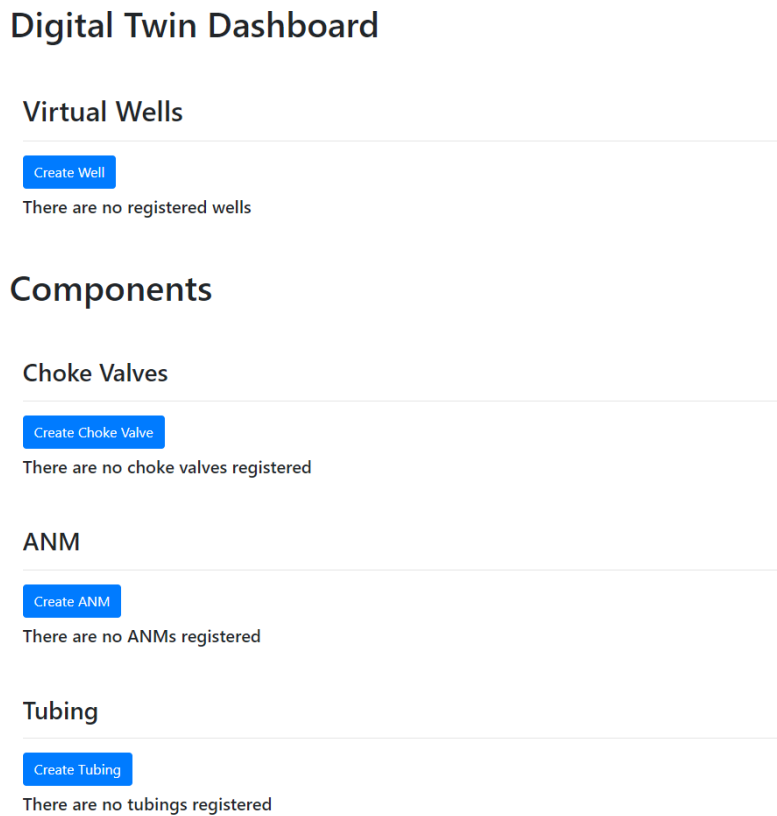 Digital Twin Dashboard
Virtual Wells
Create Well
There are no registered wells
Components
Choke Valves
Create Choke Valve
There are no choke valves registered
ANM
Create ANM
There are no ANMs registered
Tubing
Create Tubing
There are no tubings registered